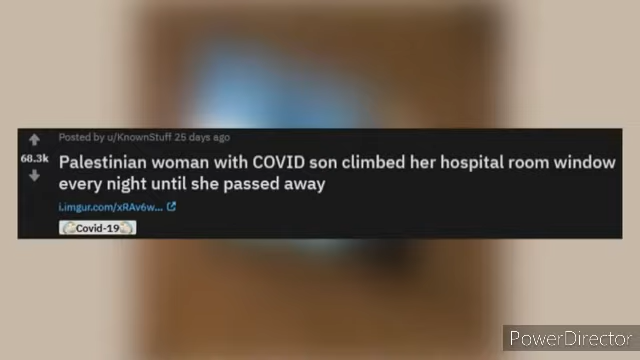 Posted by u/KnownStuff 25 days ago
68.3k
Palestinian woman with COVID son climbed her hospital room window
every night until she passed away
i.imgur.com/xRAv6w...
Covid-19
PowerDirector